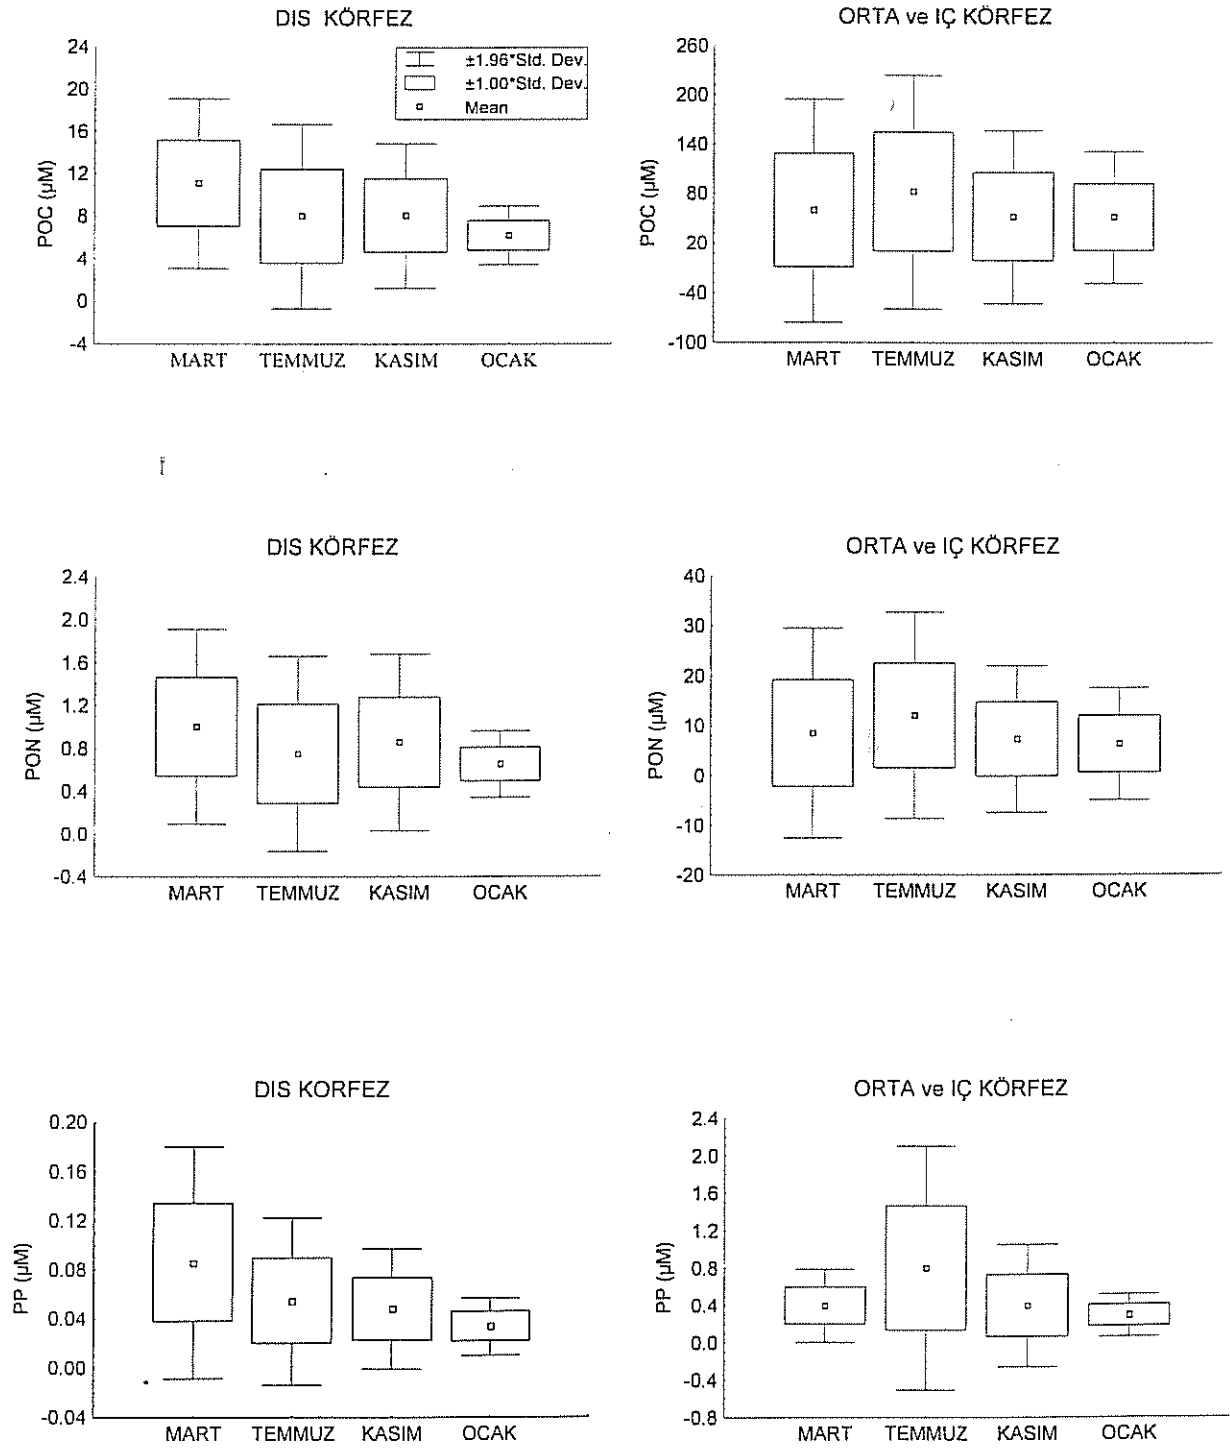 DIS KÖRFEZ
24
20
16
12
8
4
0
-4
POC (µM)
±1.96*Std. Dev.
±1.00*Std. Dev.
Mean
MART TEMMUZ KASIM OCAK
ORTA ve IÇ KÖRFEZ
260
200
140
80
20
-40
-100
POC (µM)
MART TEMMUZ KASIM OCAK
DIS KÖRFEZ
2.4
2.0
1.6
1.2
0.8
0.4
0.0
-0.4
PON (µM)
MART TEMMUZ KASIM OCAK
ORTA ve IÇ KÖRFEZ
40
30
20
10
0
-10
-20
PON (µM)
MART TEMMUZ KASIM OCAK
DIS KORFEZ
0.20
0.16
0.12
0.08
0.04
0.00
-0.04
PP (µM)
MART TEMMUZ KASIM OCAK
ORTA ve IÇ KÖRFEZ
2.4
2.0
1.6
1.2
0.8
0.4
0.0
-0.4
-0.8
PP (µM)
MART TEMMUZ KASIM OCAK